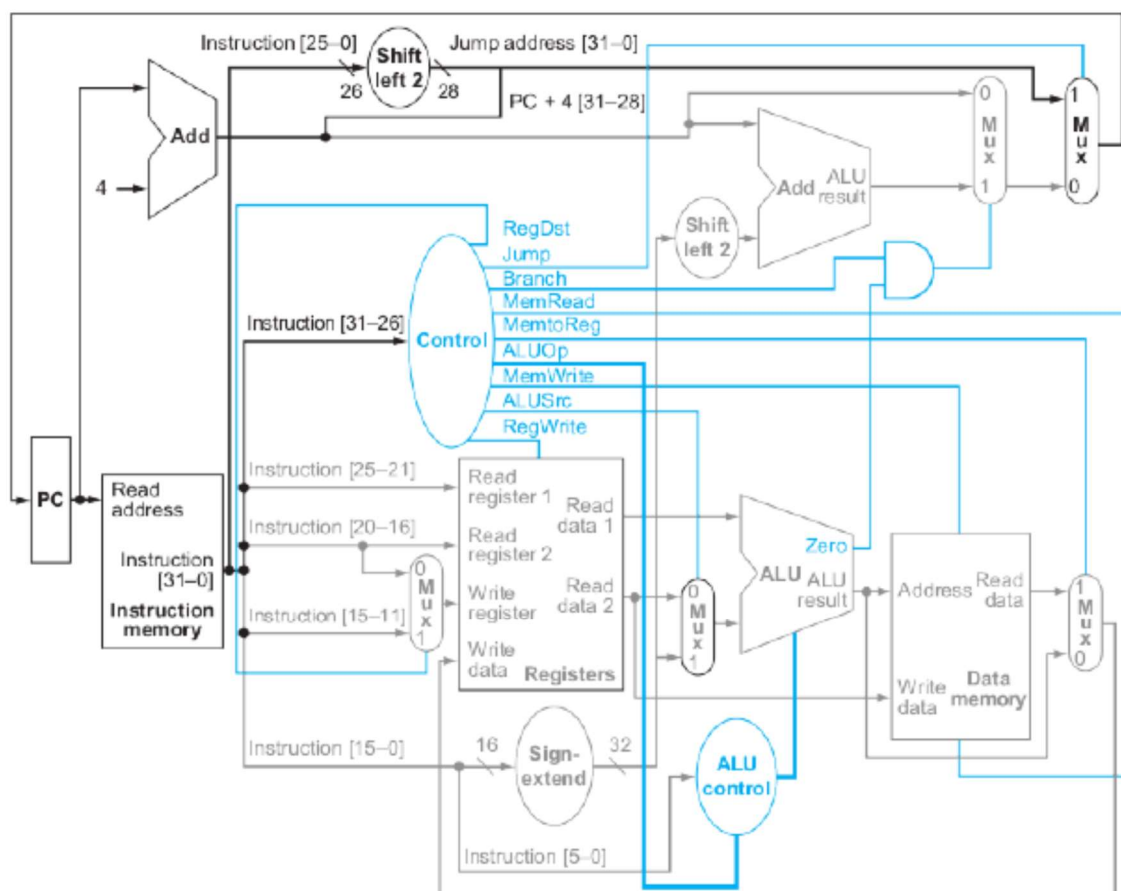 Instruction [25–0]
Shift
left 2
Jump address [31–0]
26
28
PC + 4 [31–28]
Add
4
0
M
u
x
1
1
M
u
x
0
Add
ALU
result
Shift
left 2
RegDst
Jump
Branch
MemRead
MemtoReg
ALUOp
MemWrite
ALUSrc
RegWrite
Instruction [31–26]
Control
PC
Read
address
Instruction
[31–0]
Instruction
memory
Instruction [25–21]
Instruction [20–16]
Instruction [15–11]
0
M
u
x
1
Read
register 1
Read
register 2
Write
register
Write
data
Read
data 1
Read
data 2
Registers
0
M
u
x
1
Zero
ALU
ALU
result
Address
Read
data
Write
data
Data
memory
1
M
u
x
0
Instruction [15–0]
16
Sign-
extend
32
ALU
control
Instruction [5–0]